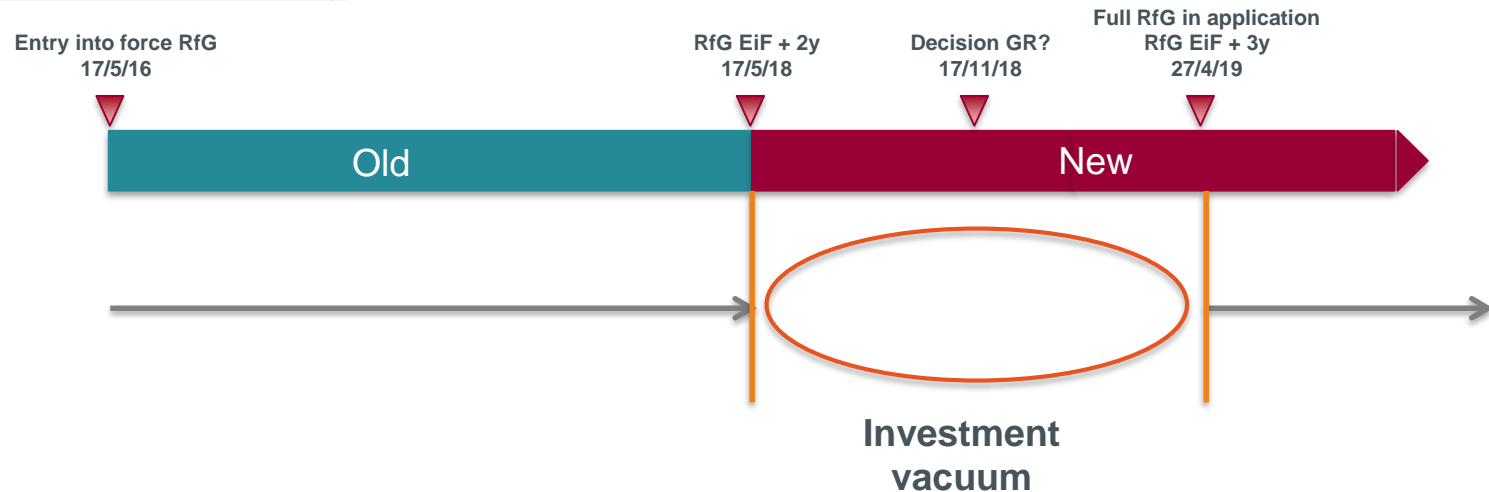 Entry into force RfG
17/5/16
RfG EiF + 2y
17/5/18
Decision GR?
17/11/18
Full RfG in application
RfG EiF + 3y
27/4/19
Old
New
Investment
vacuum